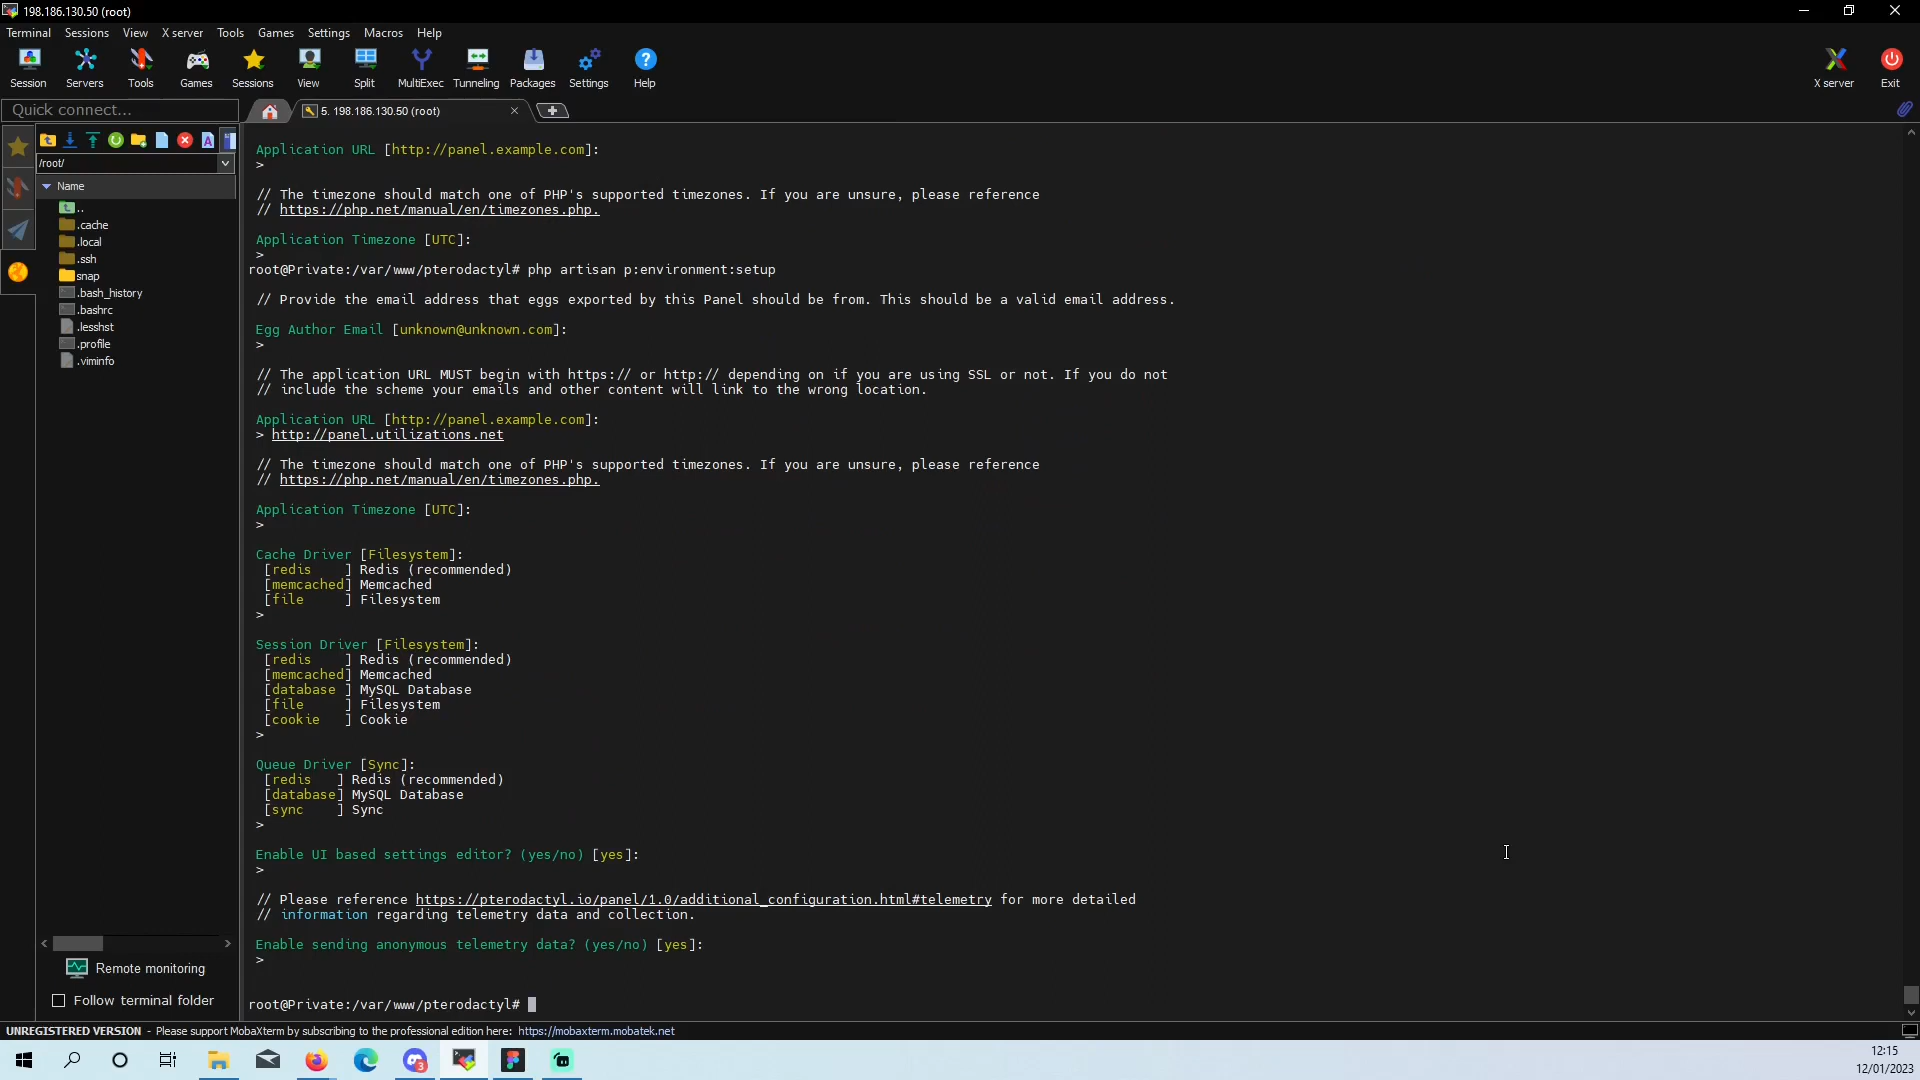 198.186.130.50 (root)
Terminal Sessions View X server Tools Games Settings Macros Help
Session Servers Tools Games Sessions View Split MultiExec Tunneling Packages Settings Help X server Exit
Quick connect...
5. 198.186.130.50 (root)
/root/
Name
..
.cache
.local
.ssh
snap
.bash_history
.bashrc
.lesshst
.profile
.viminfo
Remote monitoring
Follow terminal folder
Application URL [http://panel.example.com]:
>
// The timezone should match one of PHP's supported timezones. If you are unsure, please reference
// https://php.net/manual/en/timezones.php.
Application Timezone [UTC]:
>
root@Private:/var/www/pterodactyl# php artisan p:environment:setup
// Provide the email address that eggs exported by this Panel should be from. This should be a valid email address.
Egg Author Email [unknown@unknown.com]:
>
// The application URL MUST begin with https:// or http:// depending on if you are using SSL or not. If you do not
// include the scheme your emails and other content will link to the wrong location.
Application URL [http://panel.example.com]:
> http://panel.utilizations.net
// The timezone should match one of PHP's supported timezones. If you are unsure, please reference
// https://php.net/manual/en/timezones.php.
Application Timezone [UTC]:
>
Cache Driver [Filesystem]:
[redis    ] Redis (recommended)
[memcached] Memcached
[file     ] Filesystem
>
Session Driver [Filesystem]:
[redis    ] Redis (recommended)
[memcached] Memcached
[database ] MySQL Database
[file     ] Filesystem
[cookie   ] Cookie
>
Queue Driver [Sync]:
[redis   ] Redis (recommended)
[database] MySQL Database
[sync    ] Sync
>
Enable UI based settings editor? (yes/no) [yes]:
>
// Please reference https://pterodactyl.io/panel/1.0/additional_configuration.html#telemetry for more detailed
// information regarding telemetry data and collection.
Enable sending anonymous telemetry data? (yes/no) [yes]:
>
root@Private:/var/www/pterodactyl#
UNREGISTERED VERSION - Please support MobaXterm by subscribing to the professional edition here: https://mobaxterm.mobatek.net
3
12:15
12/01/2023